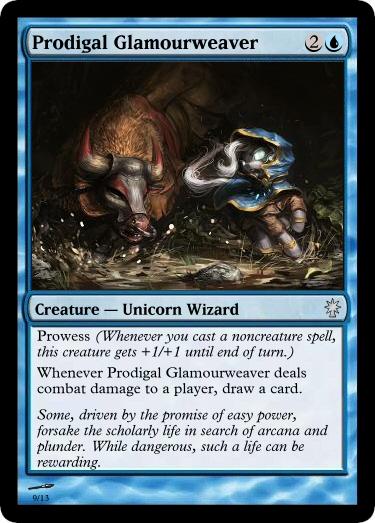 Prodigal Glamourweaver 2
Creature — Unicorn Wizard
Prowess (Whenever you cast a noncreature spell,
this creature gets +1/+1 until end of turn.)
Whenever Prodigal Glamourweaver deals
combat damage to a player, draw a card.
Some, driven by the promise of easy power,
forsake the scholarly life in search of arcana and
plunder. While dangerous, such a life can be
rewarding.
9/13